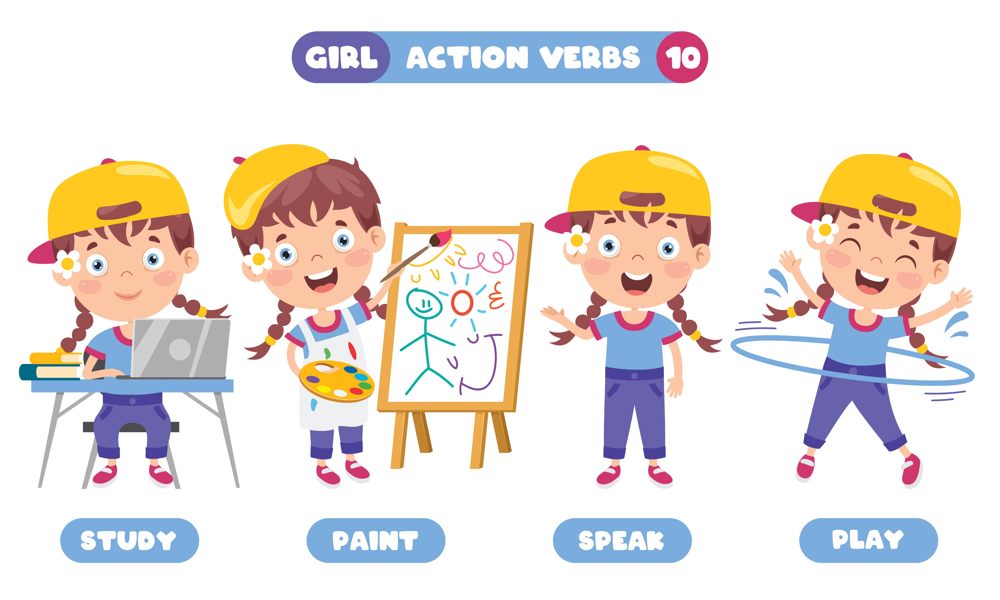 GIRL ACTION VERBS 10
STUDY
PAINT
SPEAK
PLAY